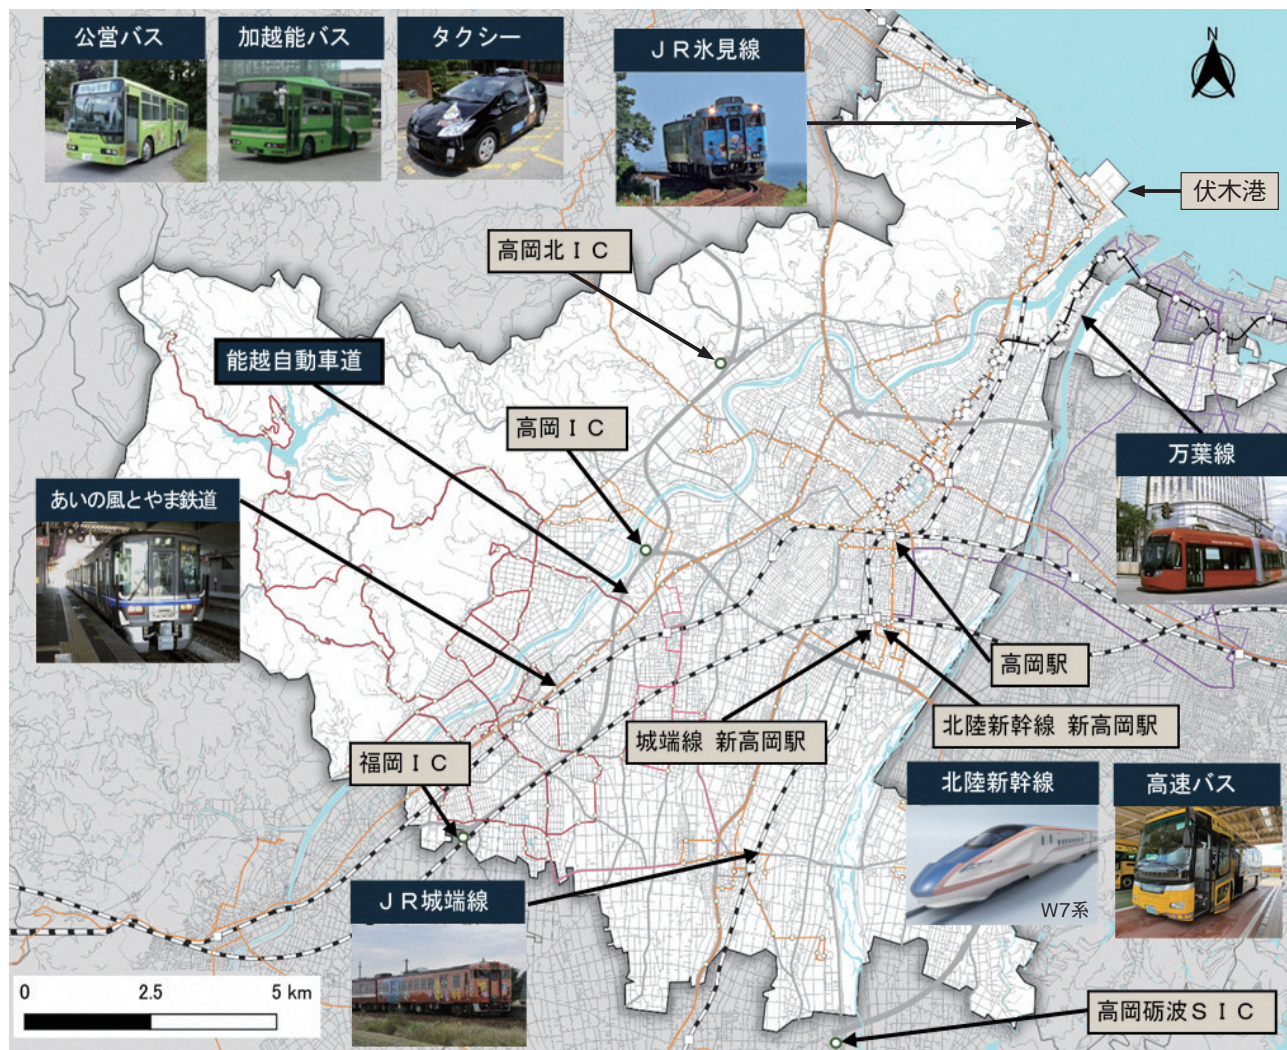 公営バス
加越能バス
タクシー
ＪＲ氷見線
N
伏木港
高岡北ＩＣ
能越自動車道
高岡ＩＣ
万葉線
あいの風とやま鉄道
高岡駅
城端線 新高岡駅
北陸新幹線 新高岡駅
福岡ＩＣ
北陸新幹線
高速バス
W7系
ＪＲ城端線
0 2.5 5 km
高岡砺波ＳＩＣ